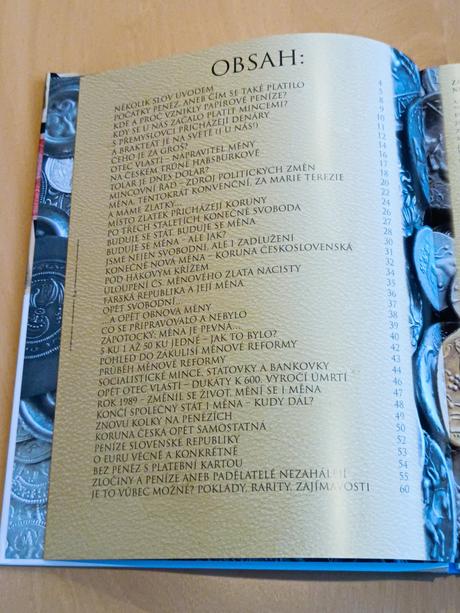 OBSAH:
NĚKOLIK SLOV ÚVODEM 4
POČÁTKY PENĚZ, ANEB ČÍM SE TAKÉ PLATILO 5
KDE A PROČ VZNIKLY PAPÍROVÉ PENÍZE?
KDY SE U NÁS ZAČALO PLATIT MINCEMI? 8
S PŘEMYSLOVCI PŘICHÁZEJÍ DENÁRY
A BRAKTEÁT JE NA SVĚTĚ (I U NÁS!) 11
ČEHO JE ZA GROŠ? 12
OTEC VLASTI - NAPRAVITEL MĚNY 14
NA ČESKÉM TRŮNĚ HABSBURKOVÉ 16
TOLAR JE DNES DOLAR? 17
MINCOVNÍ ŘÁD - ZDROJ POLITICKÝCH ZMĚN 18
MĚNA, TENTOKRÁT KONVENČNÍ, ZA MARIE TEREZIE 20
A MÁME ZLATKY... 22
MÍSTO ZLATEK PŘICHÁZEJÍ KORUNY 24
PO TŘECH STALETÍCH KONEČNĚ SVOBODA 26
BUDUJE SE STÁT, BUDUJE SE MĚNA 27
BUDUJE SE MĚNA - ALE JAK? 28
JSME NEJEN SVOBODNÍ, ALE I ZADLUŽENÍ 30
KONEČNĚ NOVÁ MĚNA - KORUNA ČESKOSLOVENSKÁ 31
POD HÁKOVÝM KŘÍŽEM 32
ULOUPENÍ ČS. MĚNOVÉHO ZLATA NACISTY 34
FARSKÁ REPUBLIKA A JEJÍ MĚNA 35
OPĚT SVOBODNÍ... 36
...A OPĚT OBNOVA MĚNY 37
CO SE PŘIPRAVOVALO A NEBYLO 38
ZÁPOTOCKÝ: MĚNA JE PEVNÁ... 39
5 KU 1 AŽ 50 KU JEDNÉ - JAK TO BYLO? 40
POHLED DO ZÁKULISÍ MĚNOVÉ REFORMY 42
PRŮBĚH MĚNOVÉ REFORMY 43
SOCIALISTICKÉ MINCE, STÁTOVKY A BANKOVKY 44
OPĚT OTEC VLASTI - DUKÁTY K 600. VÝROČÍ ÚMRTÍ 46
ROK 1989 - ZMĚNIL SE ŽIVOT, MĚNÍ SE I MĚNA 47
KONČÍ SPOLEČNÝ STÁT I MĚNA - KUDY DÁL? 48
ZNOVU KOLKY NA PENĚZÍCH 49
KORUNA ČESKÁ OPĚT SAMOSTATNÁ 50
PENÍZE SLOVENSKÉ REPUBLIKY 52
O EURU VĚCNĚ A KONKRÉTNĚ 53
BEZ PENĚZ S PLATEBNÍ KARTOU 54
ZLOČINY A PENÍZE ANEB PADĚLATELÉ NEZAHÁLEJÍ 55
JE TO VŮBEC MOŽNÉ? POKLADY, RARITY, ZAJÍMAVOSTI 60